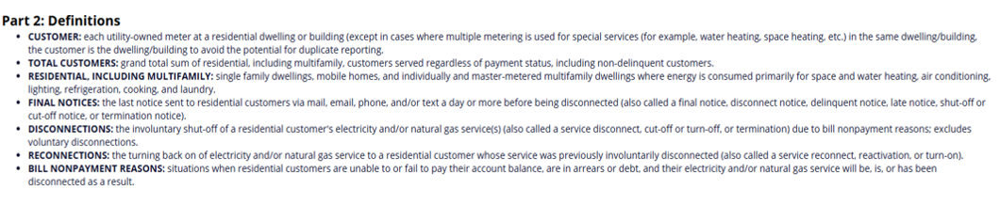 Part 2: Definitions
• CUSTOMER: each utility-owned meter at a residential dwelling or building (except in cases where multiple metering is used for special services (for example, water heating, space heating, etc.) in the same dwelling/building,
the customer is the dwelling/building to avoid the potential for duplicate reporting.
• TOTAL CUSTOMERS: grand total sum of residential, including multifamily, customers served regardless of payment status, including non-delinquent customers.
• RESIDENTIAL, INCLUDING MULTIFAMILY: single family dwellings, mobile homes, and individually and master-metered multifamily dwellings where energy is consumed primarily for space and water heating, air conditioning,
lighting, refrigeration, cooking, and laundry.
• FINAL NOTICES: the last notice sent to residential customers via mail, email, phone, and/or text a day or more before being disconnected (also called a final notice, disconnect notice, delinquent notice, late notice, shut-off or
cut-off notice, or termination notice).
• DISCONNECTIONS: the involuntary shut-off of a residential customer's electricity and/or natural gas service(s) (also called a service disconnect, cut-off or turn-off, or termination) due to bill nonpayment reasons; excludes
voluntary disconnections.
• RECONNECTIONS: the turning back on of electricity and/or natural gas service to a residential customer whose service was previously involuntarily disconnected (also called a service reconnect, reactivation, or turn-on).
• BILL NONPAYMENT REASONS: situations when residential customers are unable to or fail to pay their account balance, are in arrears or debt, and their electricity and/or natural gas service will be, is, or has been
disconnected as a result.